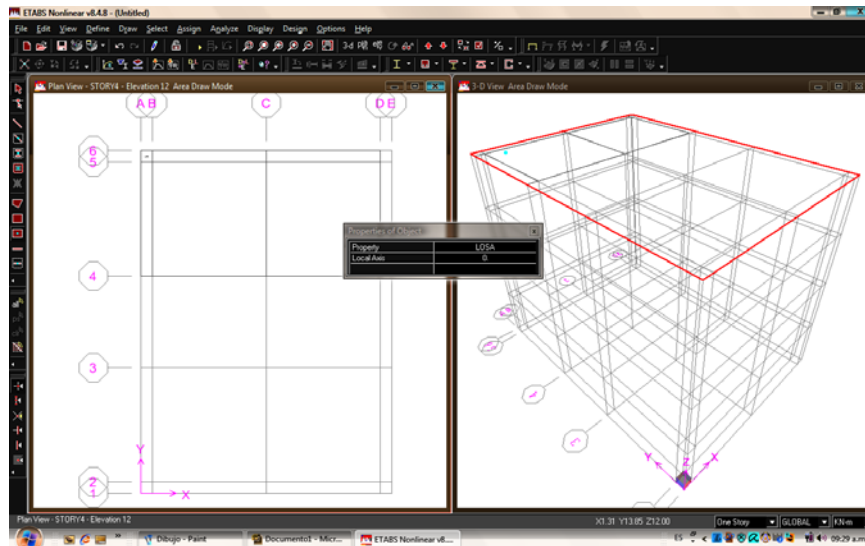 ETABS Nonlinear v8.4.8 - (Untitled)
File Edit View Define Draw Select Assign Analyze Display Design Options Help
Plan View - STORY4 - Elevation 12 Area Draw Mode
3-D View Area Draw Mode
A B C D E
6
5
4
3
2
1
Y
X
Properties of Object
Property LOSA
Local Axis 0.
Y Z X
Plan View - STORY4 - Elevation 12
X1.31 Y13.85 Z12.00
One Story
GLOBAL
KN-m
Dibujo - Paint
Documento1 - Micr...
ETABS Nonlinear v8....
ES
09:29 a.m.